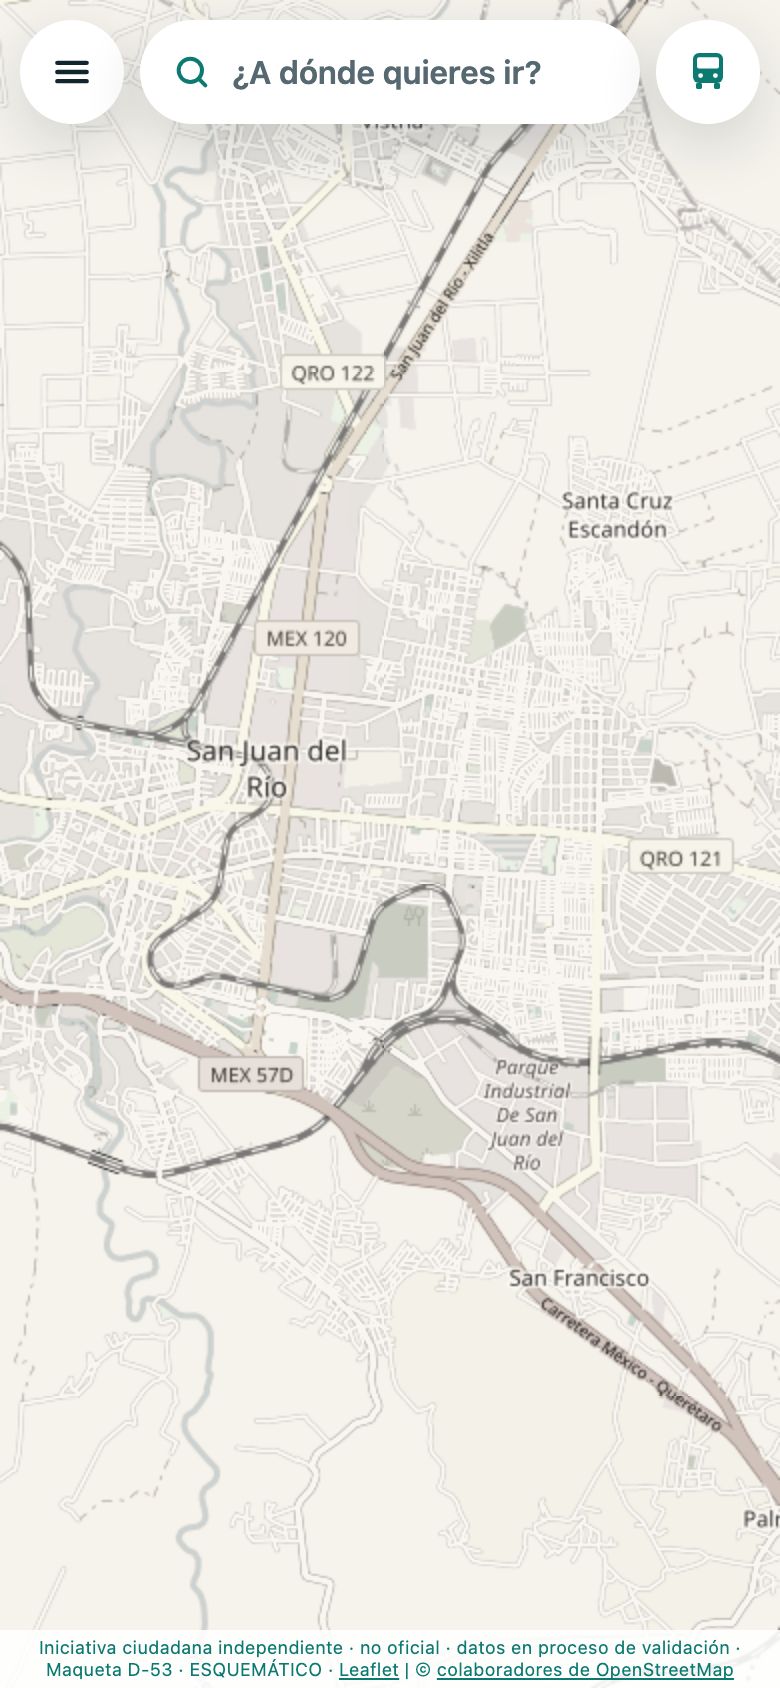 ¿A dónde quieres ir?
San Juan del Río - Xilitla
QRO 122
Santa Cruz
Escandón
MEX 120
San Juan del
Río
QRO 121
MEX 57D
Parque
Industrial
De San
Juan del
Río
San Francisco
Carretera México - Querétaro
Iniciativa ciudadana independiente · no oficial · datos en proceso de validación ·
Maqueta D-53 · ESQUEMÁTICO · Leaflet | © colaboradores de OpenStreetMap